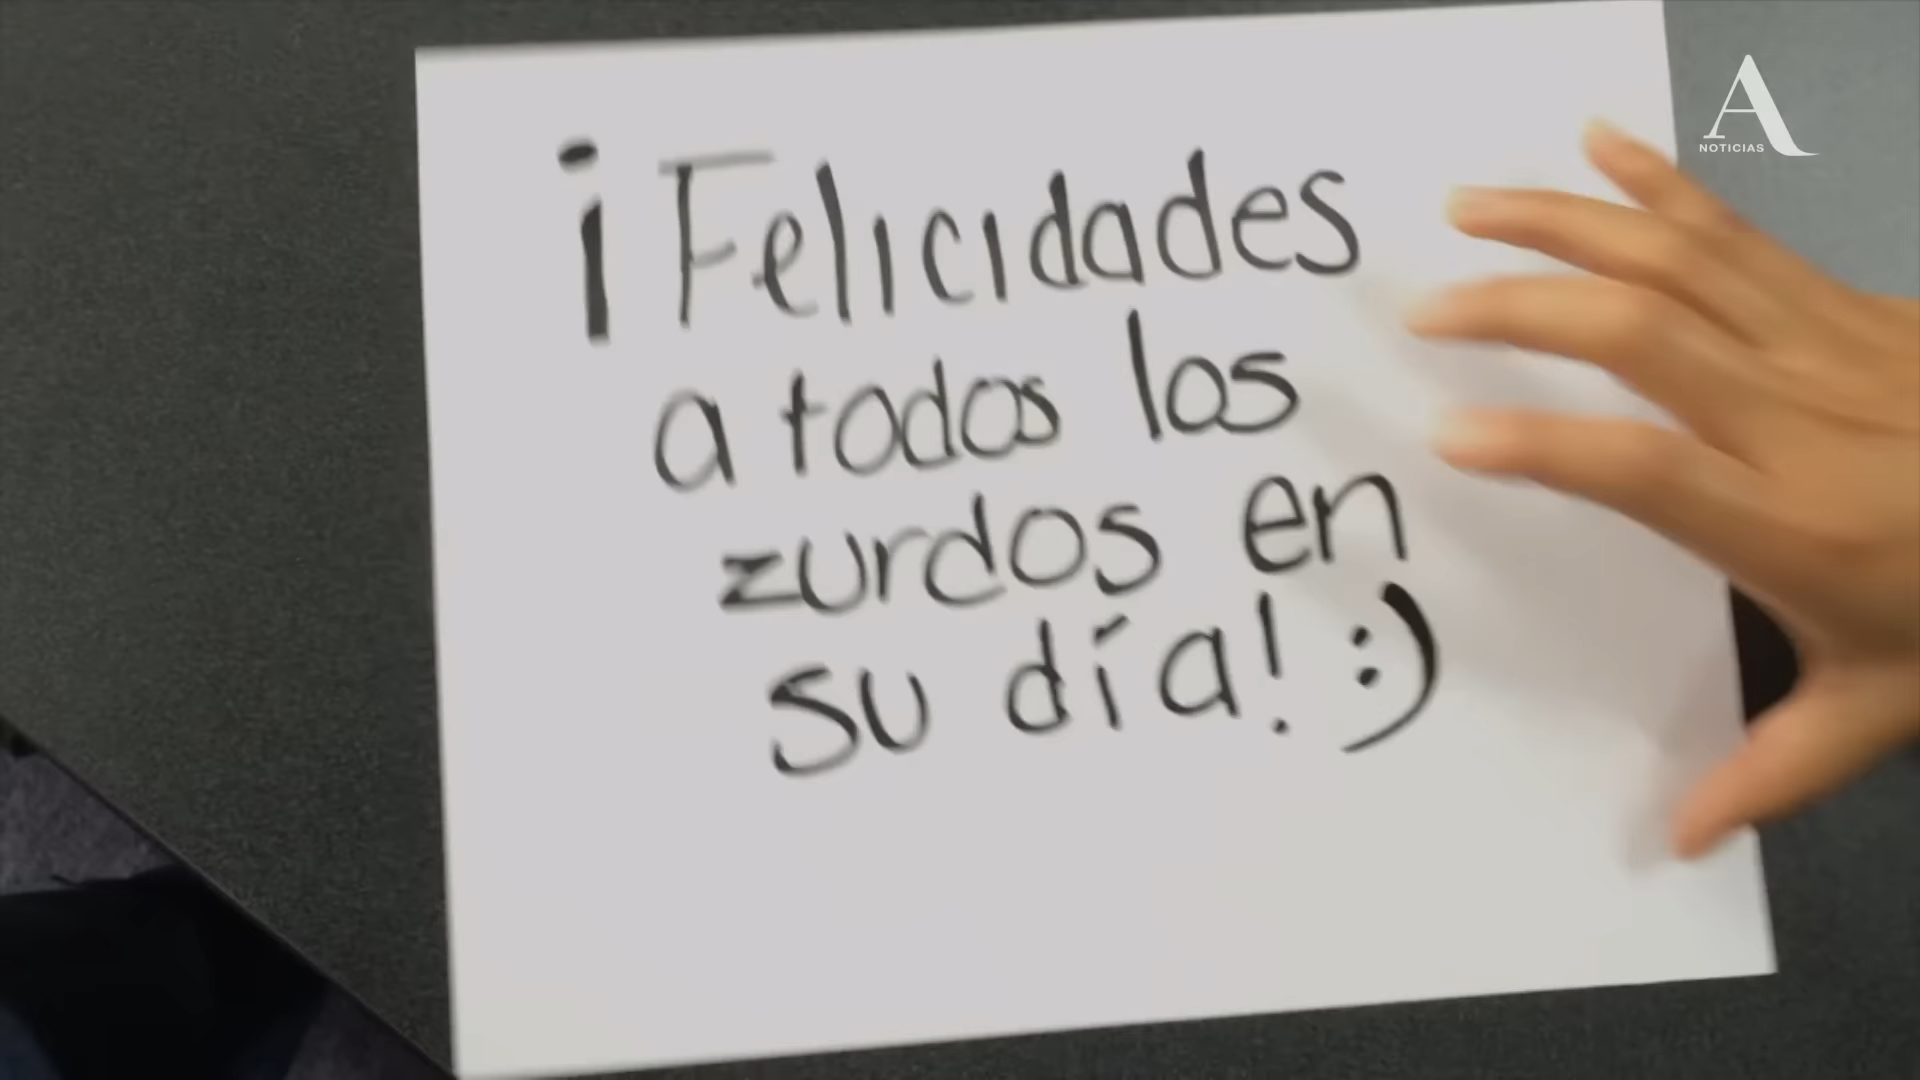 ¡Felicidades
a todos los
zurdos en
su día! :)
A
NOTICIAS